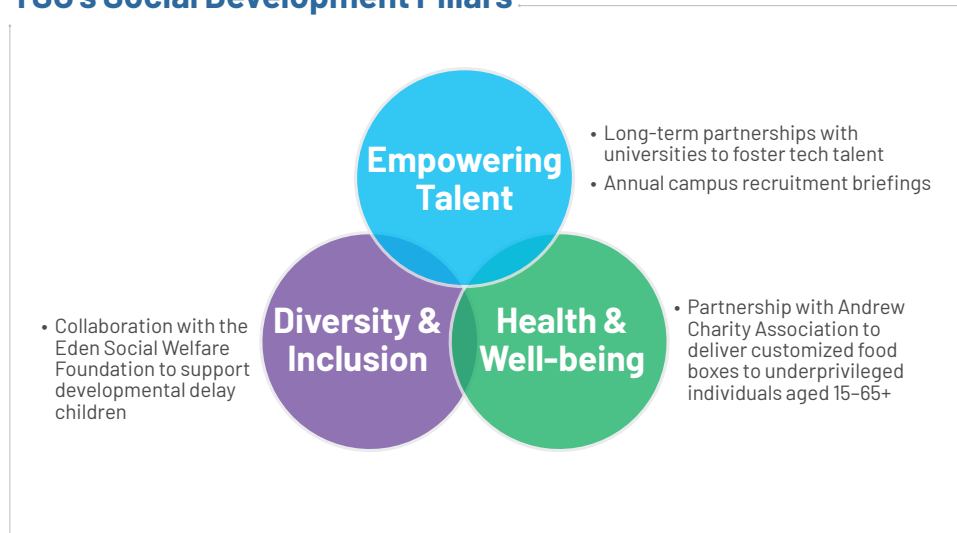 Social Development Pillars
Empowering
Talent
• Long-term partnerships with
universities to foster tech talent
• Annual campus recruitment briefings
Diversity &
Inclusion
• Collaboration with the
Eden Social Welfare
Foundation to support
developmental delay
children
Health &
Well-being
• Partnership with Andrew
Charity Association to
deliver customized food
boxes to underprivileged
individuals aged 15–65+